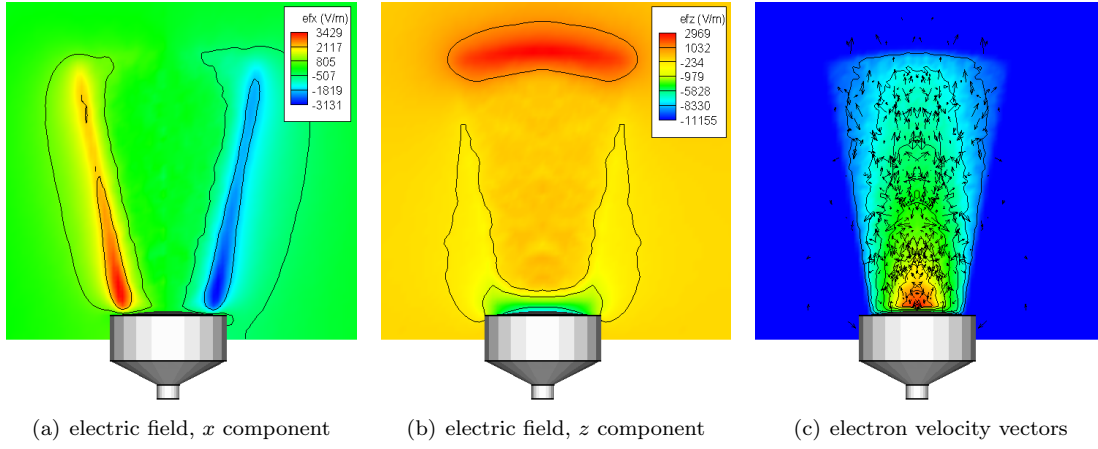 efx (V/m)
3429
2117
805
-507
-1819
-3131
efz (V/m)
2969
1032
-234
-979
-5828
-8330
-11155
(a) electric field, x component
(b) electric field, z component
(c) electron velocity vectors